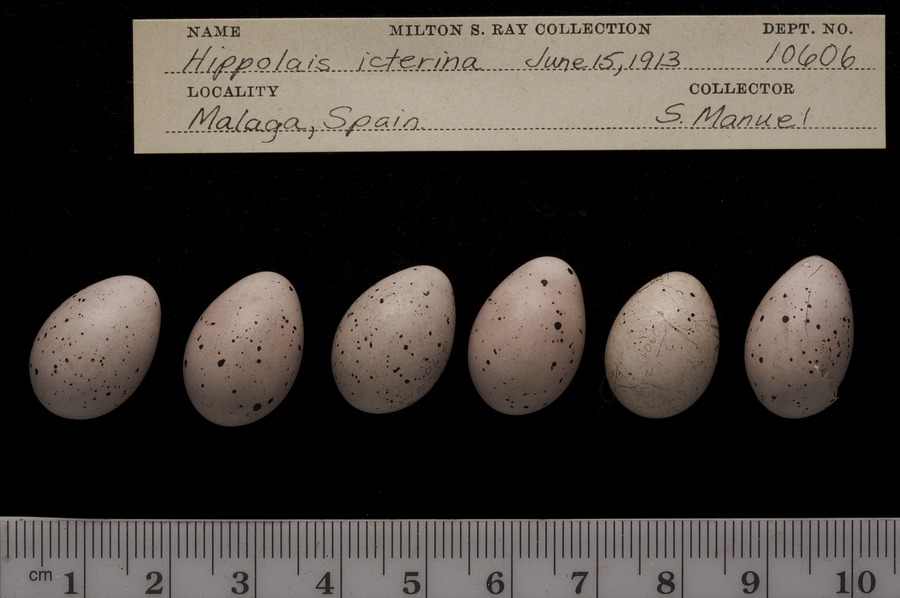 NAME MILTON S. RAY COLLECTION DEPT. NO.
Hippolais icterina June 15, 1913 10606
LOCALITY COLLECTOR
Malaga, Spain S. Manuel
cm 1 2 3 4 5 6 7 8 9 10